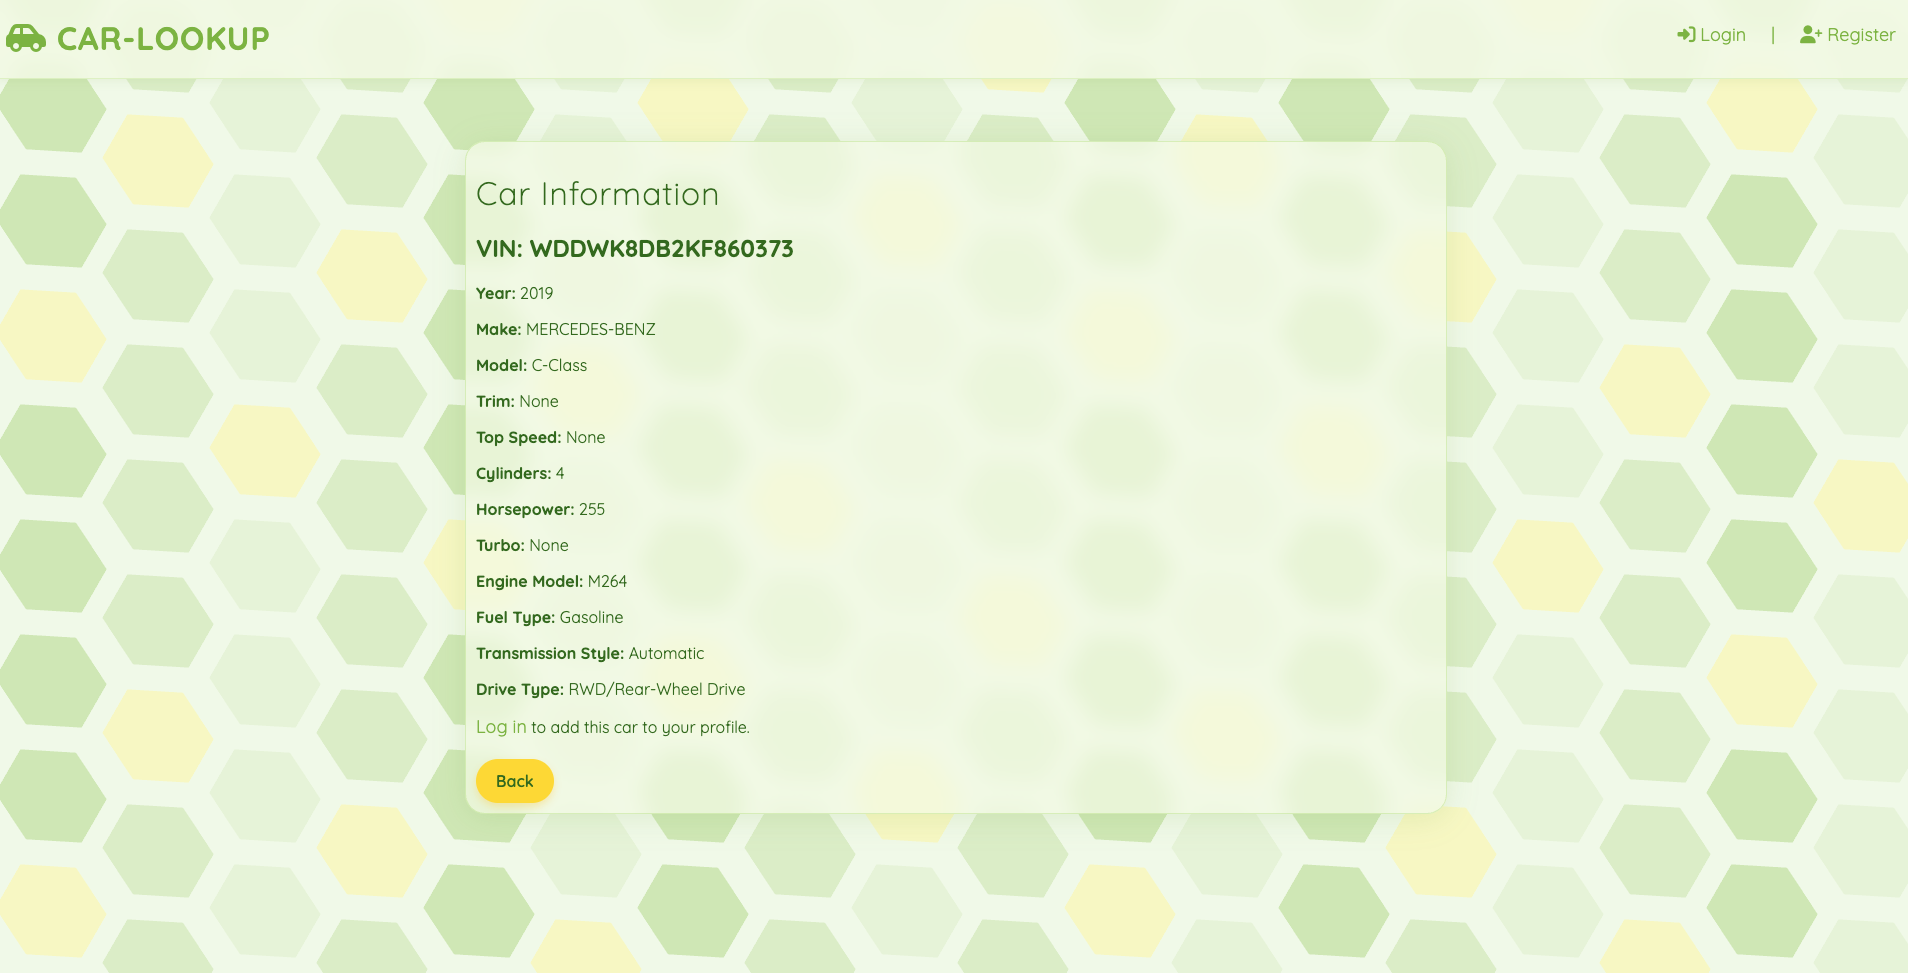 CAR-LOOKUP
Login | Register
Car Information
VIN: WDDWK8DB2KF860373
Year: 2019
Make: MERCEDES-BENZ
Model: C-Class
Trim: None
Top Speed: None
Cylinders: 4
Horsepower: 255
Turbo: None
Engine Model: M264
Fuel Type: Gasoline
Transmission Style: Automatic
Drive Type: RWD/Rear-Wheel Drive
Log in to add this car to your profile.
Back